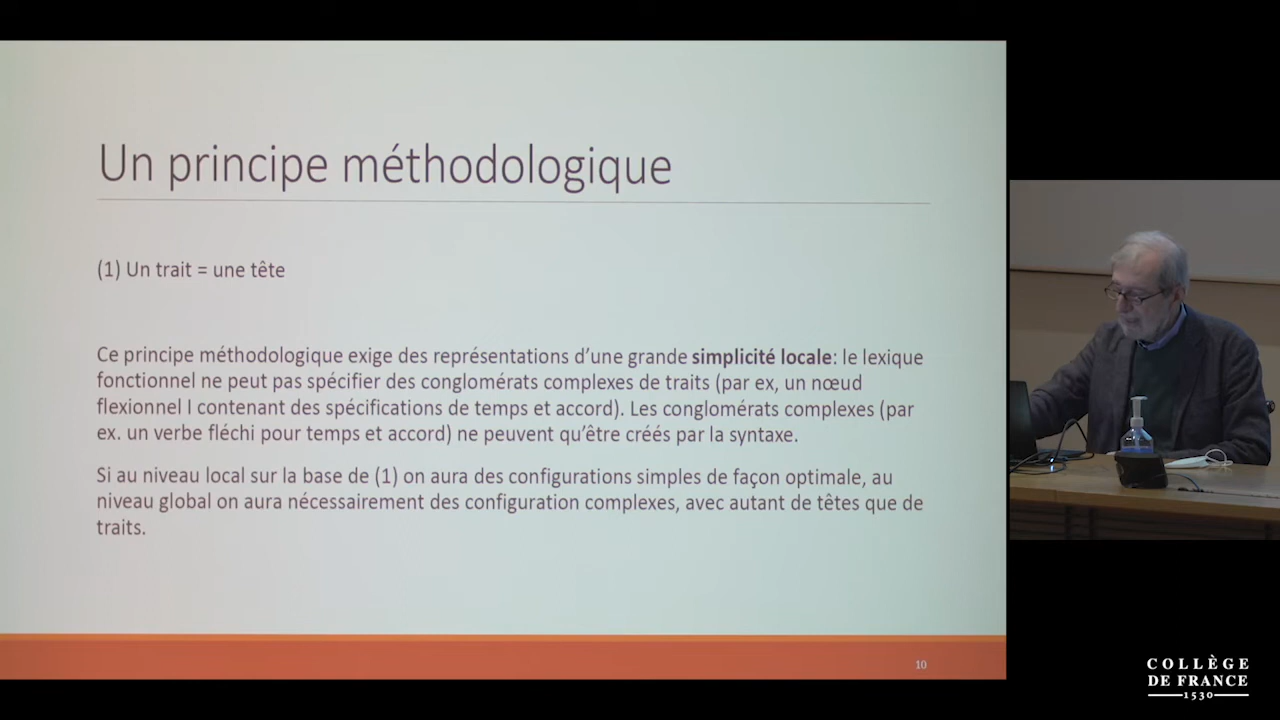 Un principe méthodologique
(1) Un trait = une tête
Ce principe méthodologique exige des représentations d'une grande simplicité locale: le lexique
fonctionnel ne peut pas spécifier des conglomérats complexes de traits (par ex, un nœud
flexionnel I contenant des spécifications de temps et accord). Les conglomérats complexes (par
ex. un verbe fléchi pour temps et accord) ne peuvent qu'être créés par la syntaxe.
Si au niveau local sur la base de (1) on aura des configurations simples de façon optimale, au
niveau global on aura nécessairement des configuration complexes, avec autant de têtes que de
traits.
10
COLLÈGE
DE FRANCE
1530